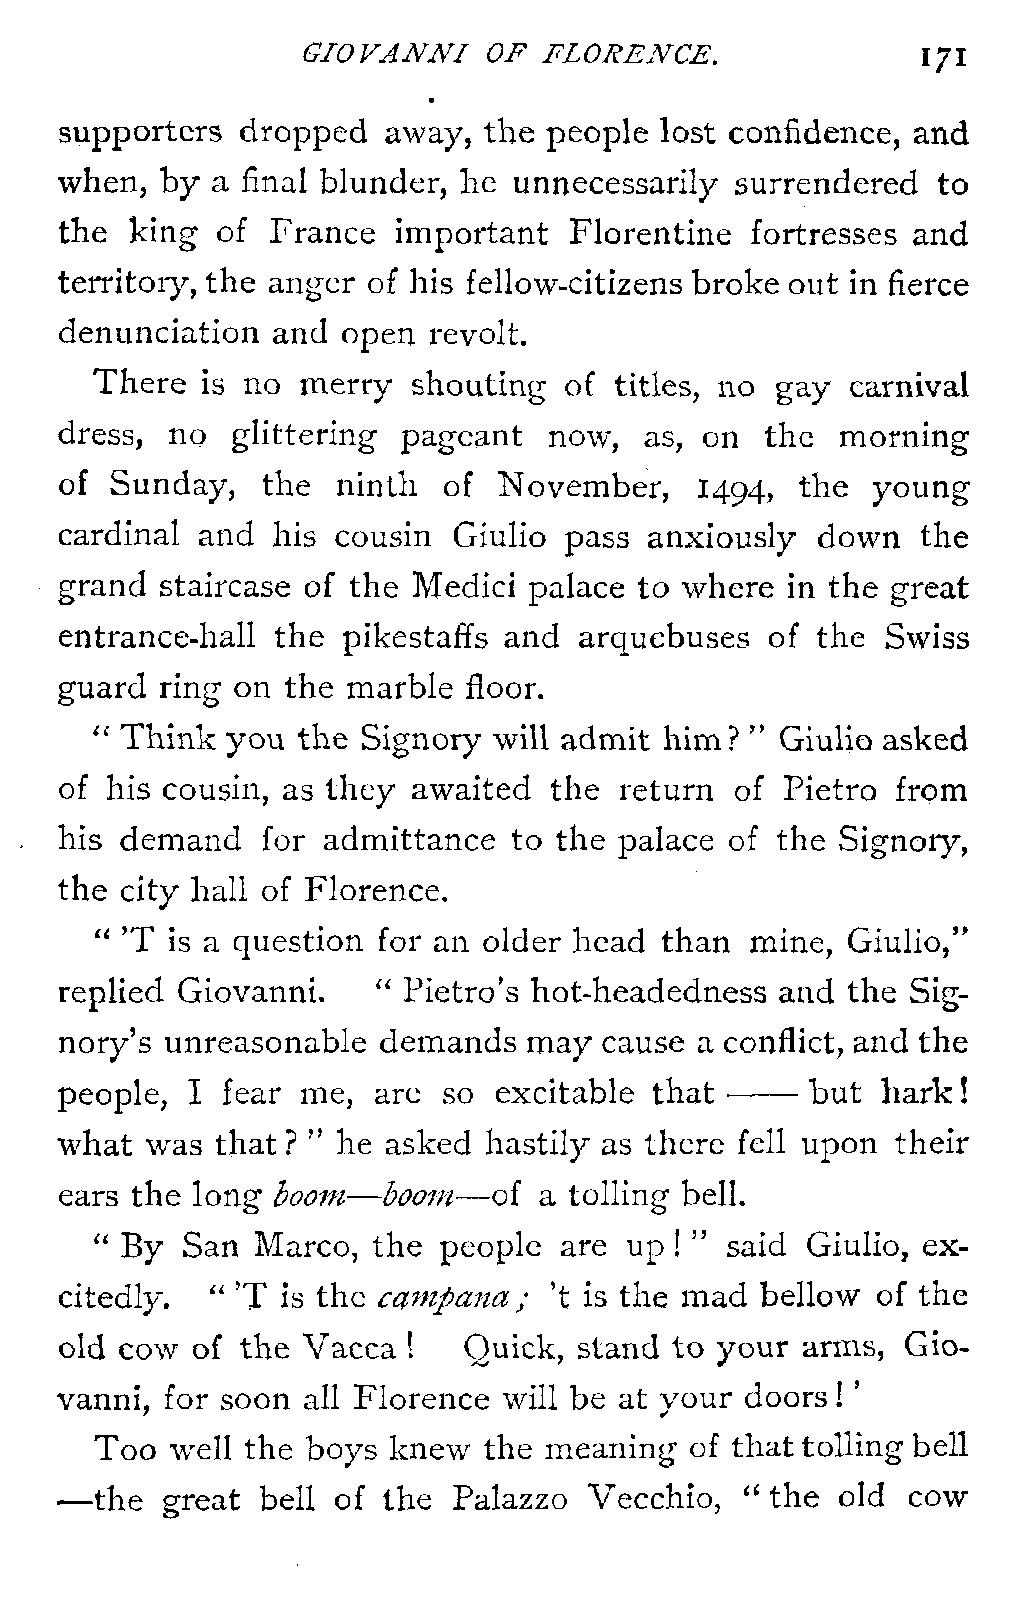 GIOVANNI OF FLORENCE. 171
supporters dropped away, the people lost confidence, and
when, by a final blunder, he unnecessarily surrendered to
the king of France important Florentine fortresses and
territory, the anger of his fellow-citizens broke out in fierce
denunciation and open revolt.
There is no merry shouting of titles, no gay carnival
dress, no glittering pageant now, as, on the morning
of Sunday, the ninth of November, 1494, the young
cardinal and his cousin Giulio pass anxiously down the
grand staircase of the Medici palace to where in the great
entrance-hall the pikestaffs and arquebuses of the Swiss
guard ring on the marble floor.
“ Think you the Signory will admit him? ” Giulio asked
of his cousin, as they awaited the return of Pietro from
his demand for admittance to the palace of the Signory,
the city hall of Florence.
“ ’T is a question for an older head than mine, Giulio,”
replied Giovanni. “ Pietro’s hot-headedness and the Sig-
nory’s unreasonable demands may cause a conflict, and the
people, I fear me, are so excitable that —— but hark!
what was that? ” he asked hastily as there fell upon their
ears the long boom—boom—of a tolling bell.
“ By San Marco, the people are up! ” said Giulio, ex-
citedly. “ ’T is the campana; ’t is the mad bellow of the
old cow of the Vacca! Quick, stand to your arms, Gio-
vanni, for soon all Florence will be at your doors! ’
Too well the boys knew the meaning of that tolling bell
—the great bell of the Palazzo Vecchio, “ the old cow